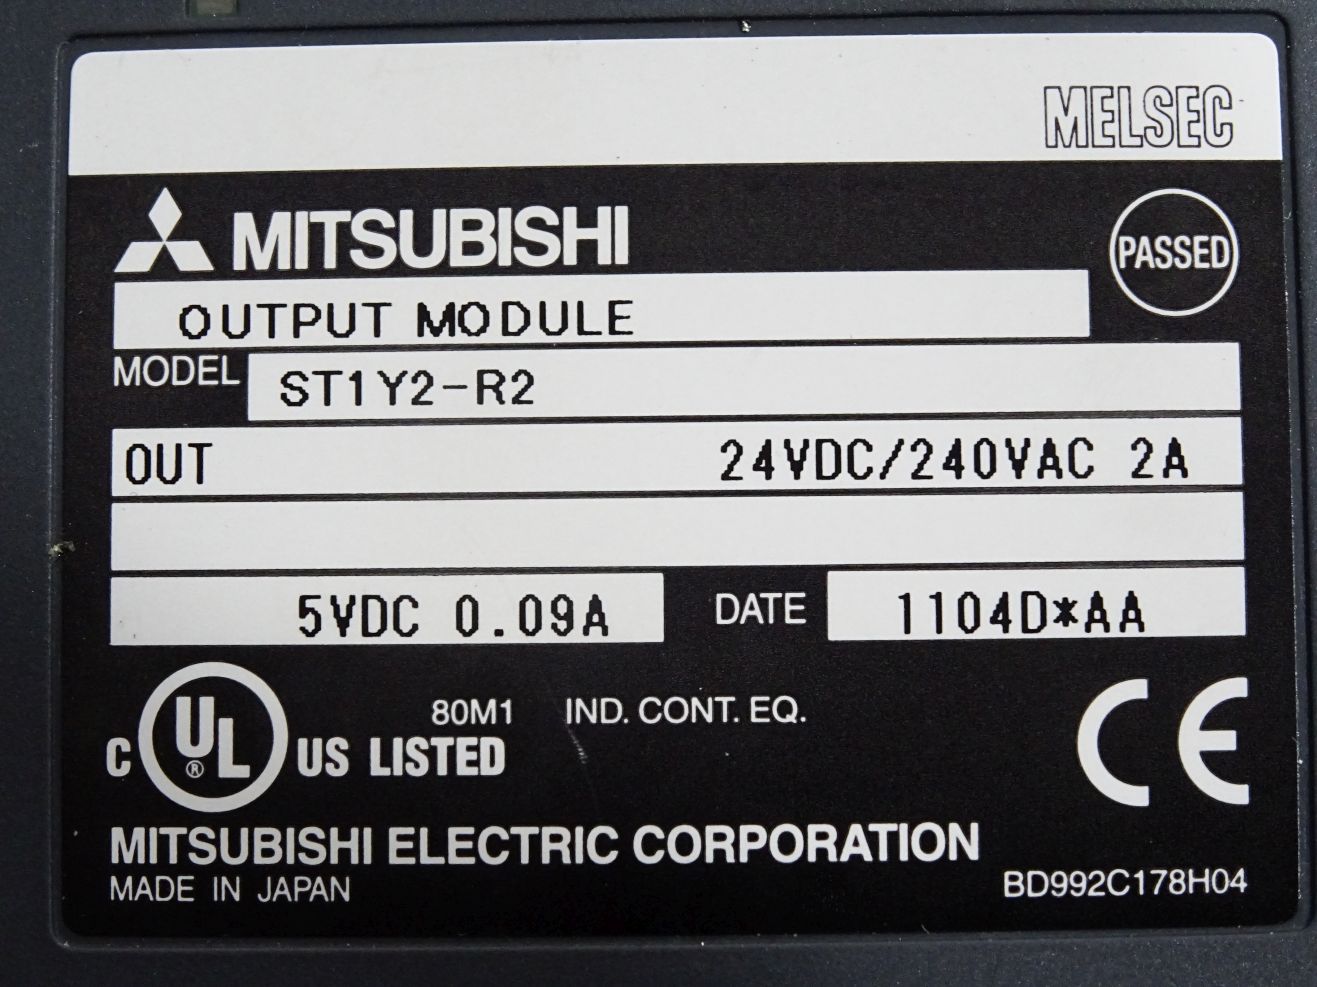 MELSEC
MITSUBISHI
PASSED
OUTPUT MODULE
MODEL ST1Y2-R2
OUT 24VDC/240VAC 2A
5VDC 0.09A DATE 1104D*AA
C UL ® US LISTED 80M1 IND. CONT. EQ.
CE
MITSUBISHI ELECTRIC CORPORATION
MADE IN JAPAN BD992C178H04